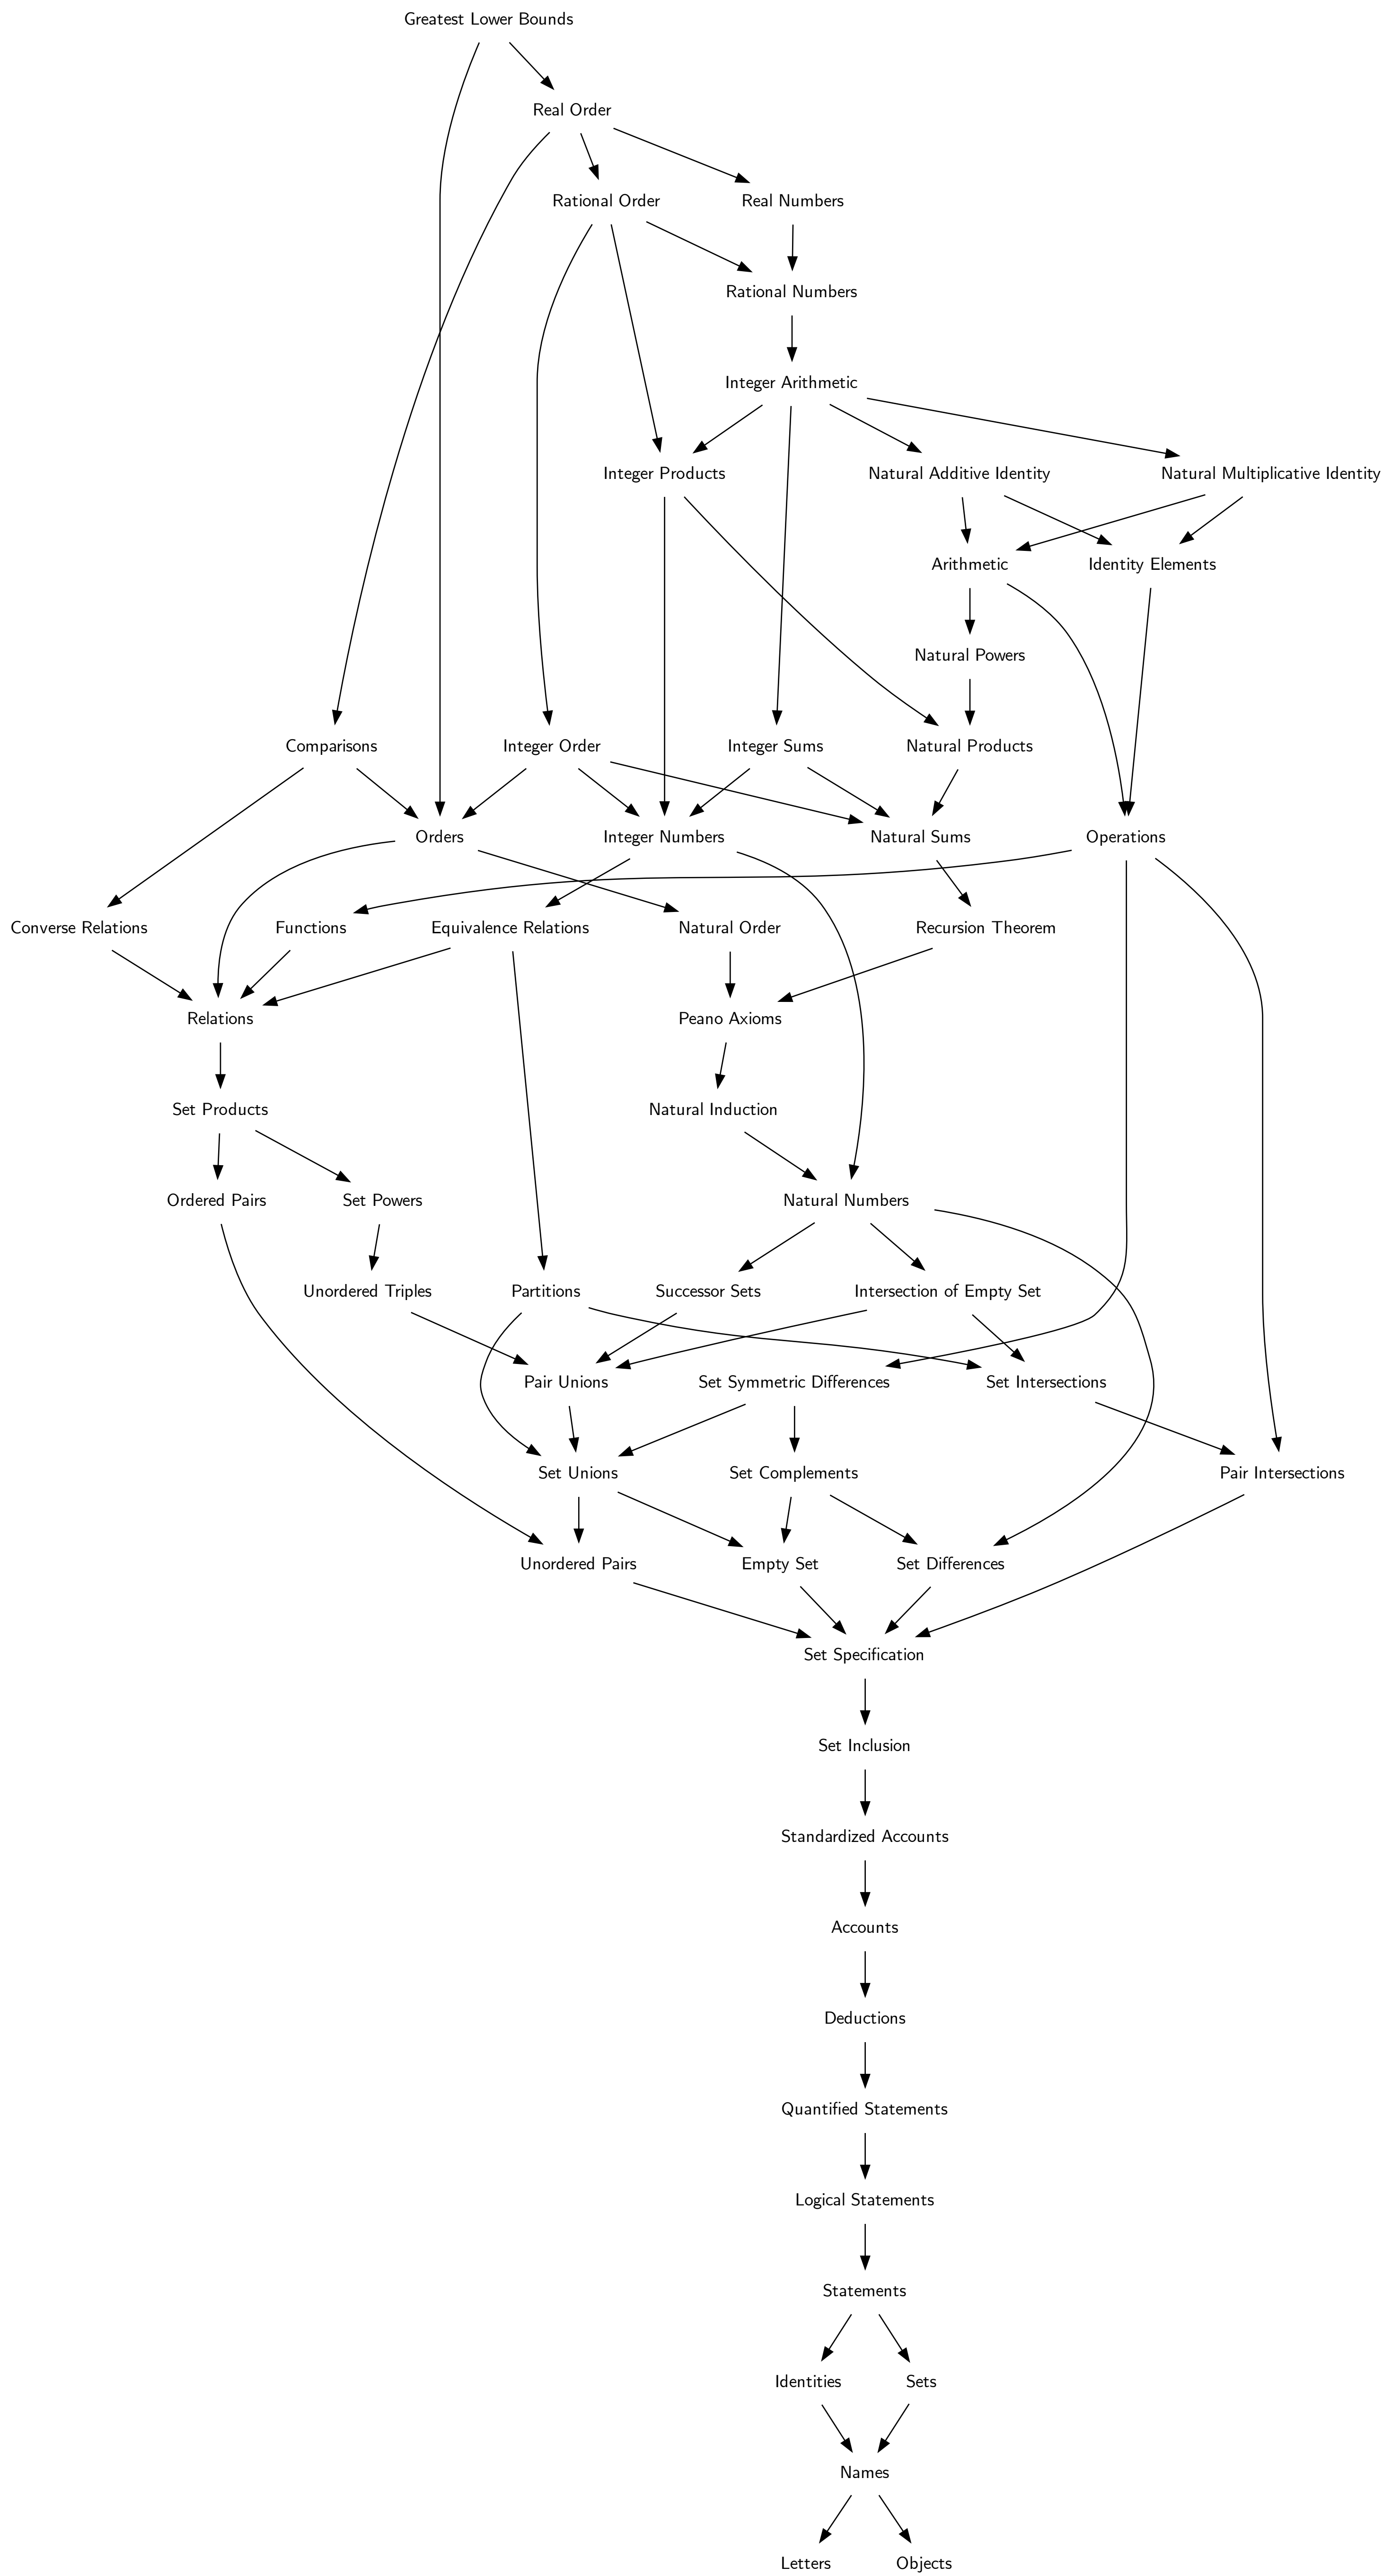 Greatest Lower Bounds
Real Order
Rational Order
Real Numbers
Rational Numbers
Integer Arithmetic
Integer Products
Natural Additive Identity
Natural Multiplicative Identity
Arithmetic
Identity Elements
Natural Powers
Comparisons
Integer Order
Integer Sums
Natural Products
Orders
Integer Numbers
Natural Sums
Operations
Converse Relations
Functions
Equivalence Relations
Natural Order
Recursion Theorem
Relations
Peano Axioms
Set Products
Natural Induction
Ordered Pairs
Set Powers
Natural Numbers
Unordered Triples
Partitions
Successor Sets
Intersection of Empty Set
Pair Unions
Set Symmetric Differences
Set Intersections
Set Unions
Set Complements
Pair Intersections
Unordered Pairs
Empty Set
Set Differences
Set Specification
Set Inclusion
Standardized Accounts
Accounts
Deductions
Quantified Statements
Logical Statements
Statements
Identities
Sets
Names
Letters
Objects